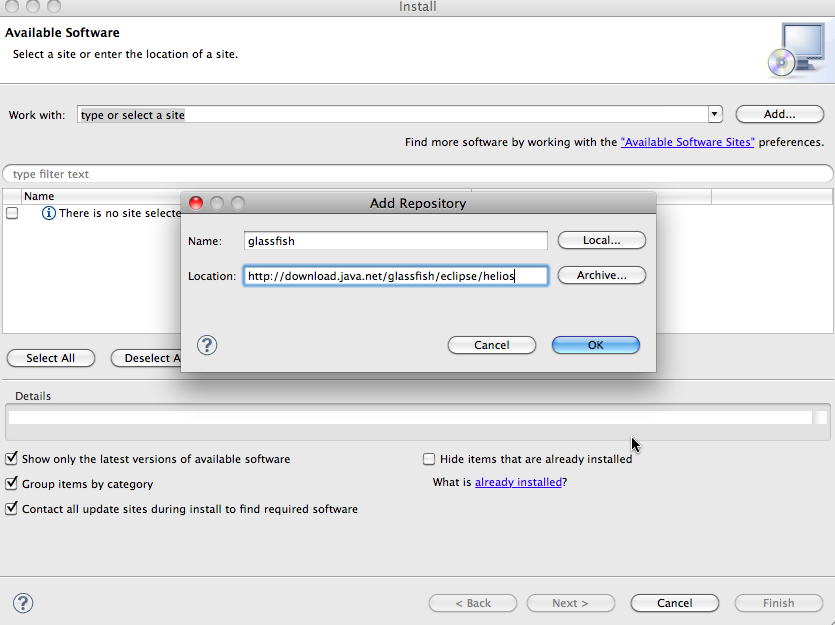 Install
Available Software
Select a site or enter the location of a site.
Work with: type or select a site Add...
Find more software by working with the "Available Software Sites" preferences.
type filter text
Name
There is no site selecte
Add Repository
Name: glassfish Local...
Location: http://download.java.net/glassfish/eclipse/helios Archive...
? Cancel OK
Select All Deselect A
Details
Show only the latest versions of available software Hide items that are already installed
Group items by category What is already installed?
Contact all update sites during install to find required software
? < Back Next > Cancel Finish